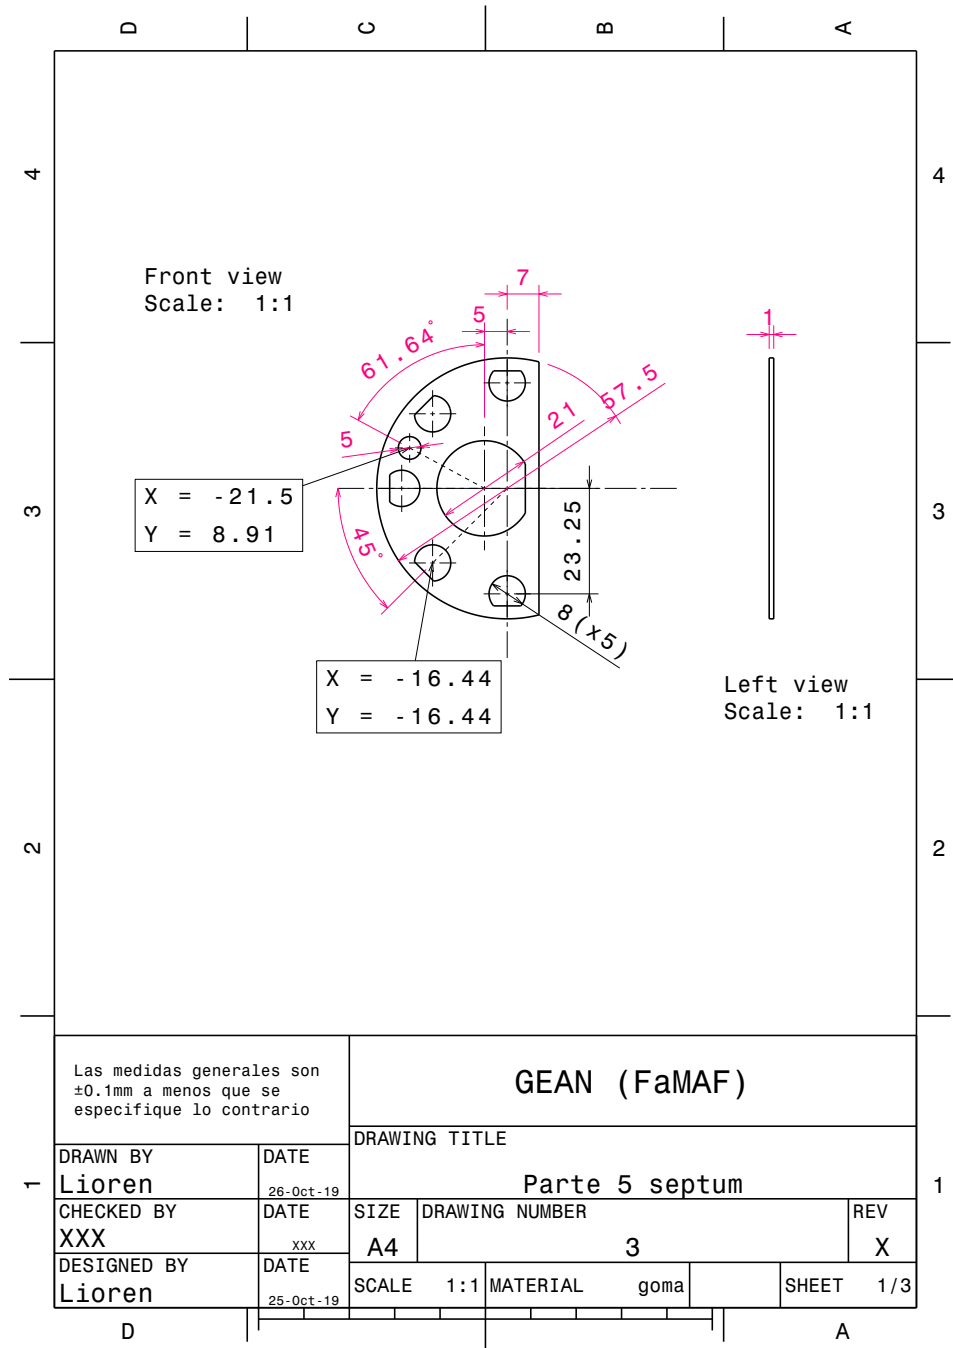 D C B A
4 4
Front view
Scale: 1:1
7
5
1
61.64°
57.5
21
5
X = -21.5
Y = 8.91
3 3
45°
23.25
8(x5)
X = -16.44
Y = -16.44
Left view
Scale: 1:1
2 2
Las medidas generales son
±0.1mm a menos que se
especifique lo contrario
GEAN (FaMAF)
DRAWING TITLE
Parte 5 septum
DRAWN BY DATE
Lioren 26-Oct-19
1 1
CHECKED BY DATE
XXX XXX
SIZE DRAWING NUMBER REV
A4 3 X
DESIGNED BY DATE
Lioren 25-Oct-19
SCALE 1:1 MATERIAL goma SHEET 1/3
D A